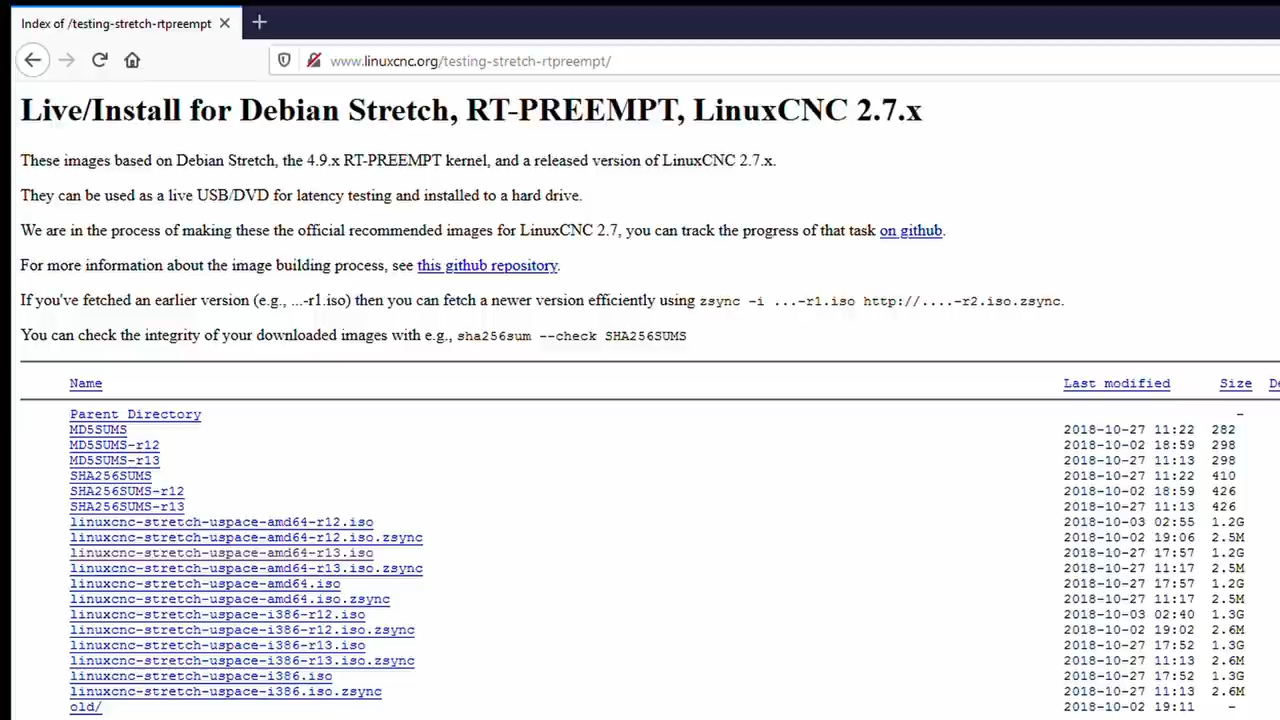 Index of /testing-stretch-rtpreempt
www.linuxcnc.org/testing-stretch-rtpreempt/
Live/Install for Debian Stretch, RT-PREEMPT, LinuxCNC 2.7.x
These images based on Debian Stretch, the 4.9.x RT-PREEMPT kernel, and a released version of LinuxCNC 2.7.x.
They can be used as a live USB/DVD for latency testing and installed to a hard drive.
We are in the process of making these the official recommended images for LinuxCNC 2.7, you can track the progress of that task on github.
For more information about the image building process, see this github repository.
If you've fetched an earlier version (e.g., ...-r1.iso) then you can fetch a newer version efficiently using zsync -i ...-r1.iso http://....-r2.iso.zsync.
You can check the integrity of your downloaded images with e.g., sha256sum --check SHA256SUMS
Name Last modified Size De
Parent Directory -
MD5SUMS 2018-10-27 11:22 282
MD5SUMS-r12 2018-10-02 18:59 298
MD5SUMS-r13 2018-10-27 11:13 298
SHA256SUMS 2018-10-27 11:22 410
SHA256SUMS-r12 2018-10-02 18:59 426
SHA256SUMS-r13 2018-10-27 11:13 426
linuxcnc-stretch-uspace-amd64-r12.iso 2018-10-03 02:55 1.2G
linuxcnc-stretch-uspace-amd64-r12.iso.zsync 2018-10-02 19:06 2.5M
linuxcnc-stretch-uspace-amd64-r13.iso 2018-10-27 17:57 1.2G
linuxcnc-stretch-uspace-amd64-r13.iso.zsync 2018-10-27 11:17 2.5M
linuxcnc-stretch-uspace-amd64.iso 2018-10-27 17:57 1.2G
linuxcnc-stretch-uspace-amd64.iso.zsync 2018-10-27 11:17 2.5M
linuxcnc-stretch-uspace-i386-r12.iso 2018-10-03 02:40 1.3G
linuxcnc-stretch-uspace-i386-r12.iso.zsync 2018-10-02 19:02 2.6M
linuxcnc-stretch-uspace-i386-r13.iso 2018-10-27 17:52 1.3G
linuxcnc-stretch-uspace-i386-r13.iso.zsync 2018-10-27 11:13 2.6M
linuxcnc-stretch-uspace-i386.iso 2018-10-27 17:52 1.3G
linuxcnc-stretch-uspace-i386.iso.zsync 2018-10-27 11:13 2.6M
old/ 2018-10-02 19:11 -